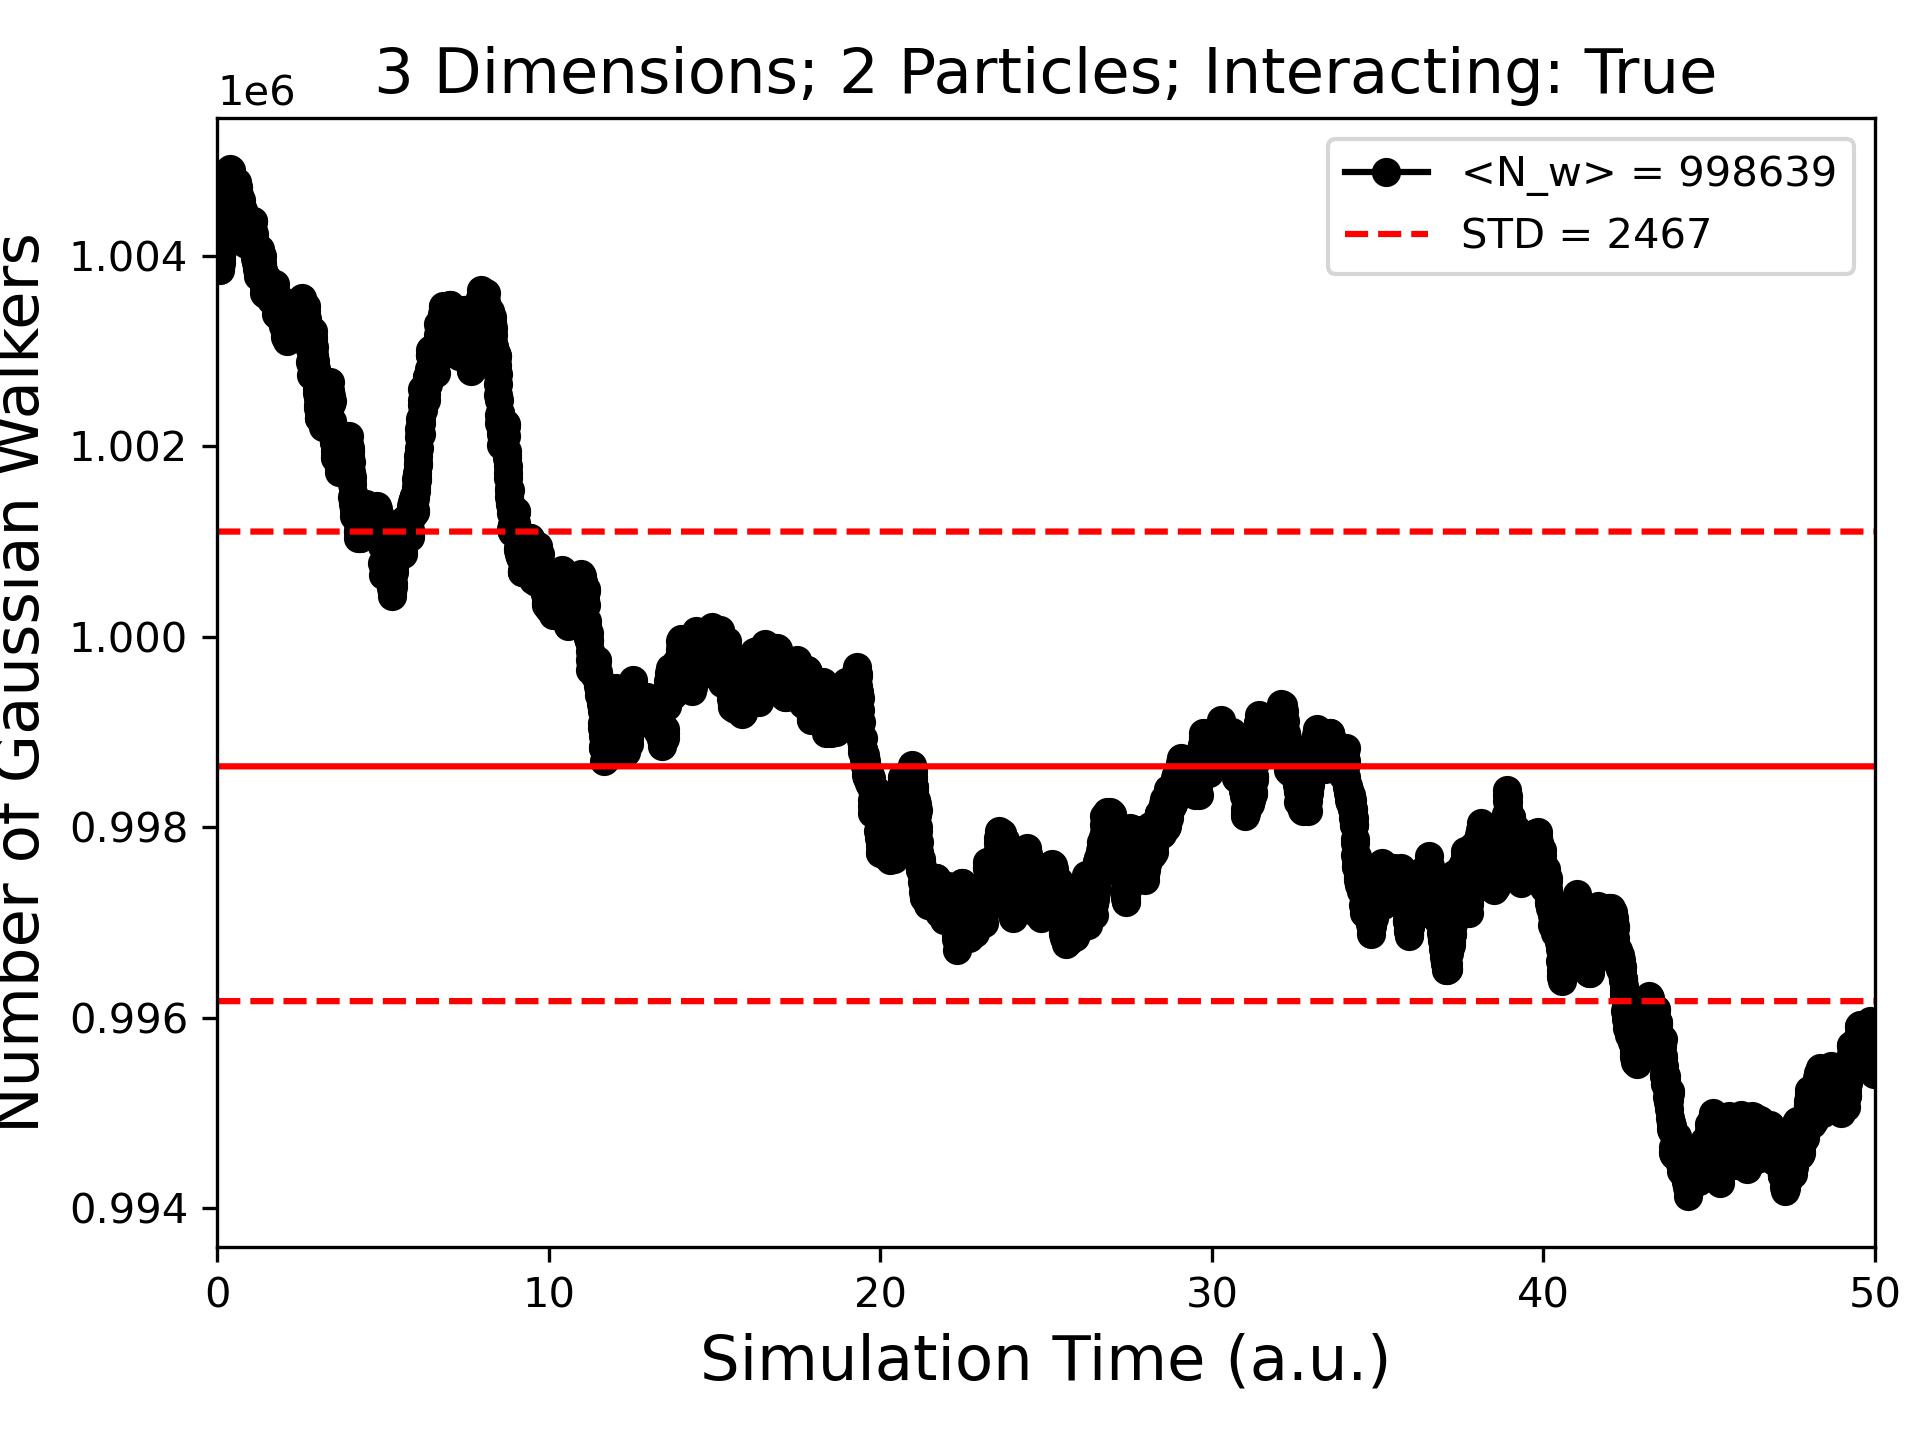 3 Dimensions; 2 Particles; Interacting: True
1e6
<N_w> = 998639
STD = 2467
Number of Gaussian Walkers
1.004
1.002
1.000
0.998
0.996
0.994
0
10
20
30
40
50
Simulation Time (a.u.)